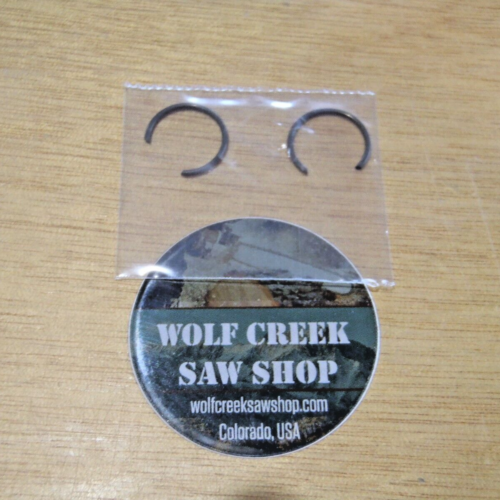 WOLF CREEK
SAW SHOP
wolfcreeksawshop.com
Colorado, USA